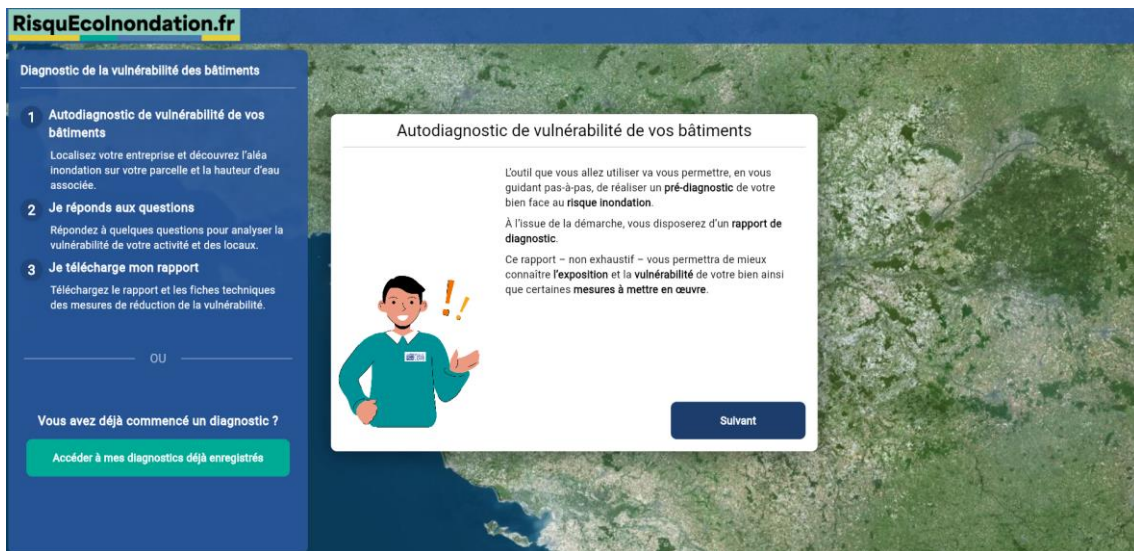 RisquEcoInondation.fr
Diagnostic de la vulnérabilité des bâtiments
1 Autodiagnostic de vulnérabilité de vos
bâtiments
Localisez votre entreprise et découvrez l'aléa
inondation sur votre parcelle et la hauteur d'eau
associée.
2 Je réponds aux questions
Répondez à quelques questions pour analyser la
vulnérabilité de votre activité et des locaux.
3 Je télécharge mon rapport
Téléchargez le rapport et les fiches techniques
des mesures de réduction de la vulnérabilité.
OU
Vous avez déjà commencé un diagnostic ?
Accéder à mes diagnostics déjà enregistrés
Autodiagnostic de vulnérabilité de vos bâtiments
L'outil que vous allez utiliser va vous permettre, en vous
guidant pas-à-pas, de réaliser un pré-diagnostic de votre
bien face au risque inondation.
À l'issue de la démarche, vous disposerez d'un rapport de
diagnostic.
Ce rapport – non exhaustif – vous permettra de mieux
connaître l'exposition et la vulnérabilité de votre bien ainsi
que certaines mesures à mettre en œuvre.
Suivant